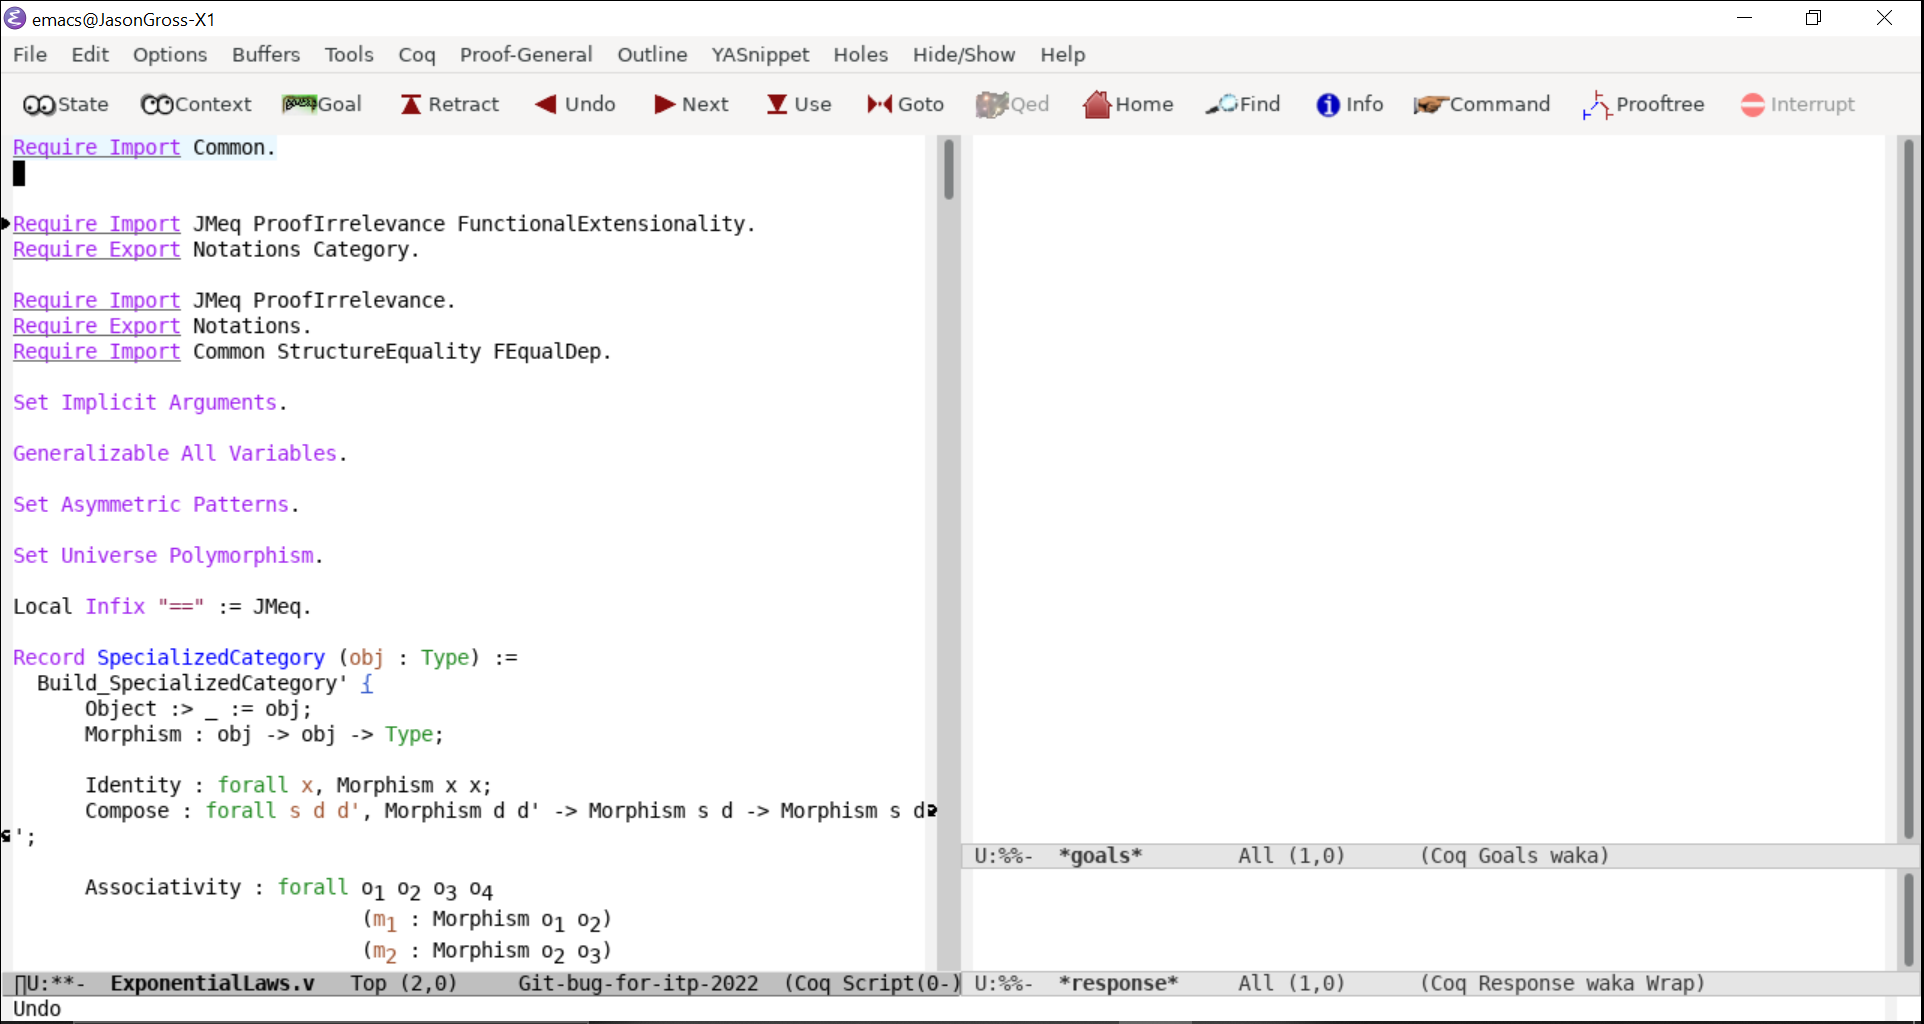 emacs@JasonGross-X1
File Edit Options Buffers Tools Coq Proof-General Outline YASnippet Holes Hide/Show Help
State Context Goal Retract Undo Next Use Goto Qed Home Find Info Command Prooftree Interrupt
Require Import Common.
Require Import JMeq ProofIrrelevance FunctionalExtensionality.
Require Export Notations Category.
Require Import JMeq ProofIrrelevance.
Require Export Notations.
Require Import Common StructureEquality FEqualDep.
Set Implicit Arguments.
Generalizable All Variables.
Set Asymmetric Patterns.
Set Universe Polymorphism.
Local Infix "==" := JMeq.
Record SpecializedCategory (obj : Type) :=
Build_SpecializedCategory' {
Object :> _ := obj;
Morphism : obj -> obj -> Type;
Identity : forall x, Morphism x x;
Compose : forall s d d', Morphism d d' -> Morphism s d -> Morphism s d
';
Associativity : forall o1 o2 o3 o4
(m1 : Morphism o1 o2)
(m2 : Morphism o2 o3)
U:**- ExponentialLaws.v Top (2,0) Git-bug-for-itp-2022 (Coq Script(0-)
Undo
U:%%- *goals* All (1,0) (Coq Goals waka)
U:%%- *response* All (1,0) (Coq Response waka Wrap)